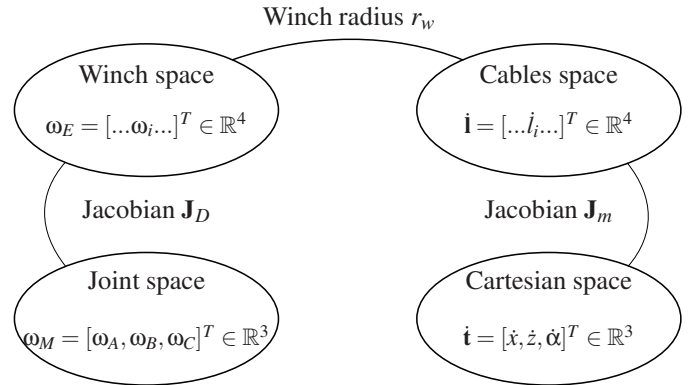 Winch radius r_w
Winch space
Cables space
ω_E = [...ω_i...]^T ∈ ℝ^4
l̇ = [...l̇_i...]^T ∈ ℝ^4
Jacobian J_D
Jacobian J_m
Joint space
Cartesian space
ω_M = [ω_A, ω_B, ω_C]^T ∈ ℝ^3
ṫ = [ẋ, ż, α̇]^T ∈ ℝ^3